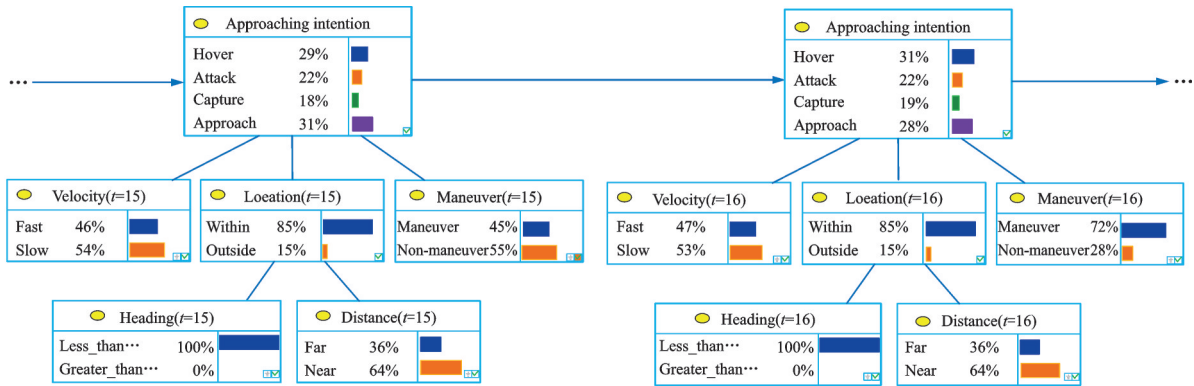 Approaching intention
Hover 29%
Attack 22%
Capture 18%
Approach 31%
Approaching intention
Hover 31%
Attack 22%
Capture 19%
Approach 28%
...
...
Velocity(t=15)
Fast 46%
Slow 54%
Loeation(t=15)
Within 85%
Outside 15%
Maneuver(t=15)
Maneuver 45%
Non-maneuver55%
Velocity(t=16)
Fast 47%
Slow 53%
Loeation(t=16)
Within 85%
Outside 15%
Maneuver(t=16)
Maneuver 72%
Non-maneuver28%
Heading(t=15)
Less_than··· 100%
Greater_than··· 0%
Distance(t=15)
Far 36%
Near 64%
Heading(t=16)
Less_than··· 100%
Greater_than··· 0%
Distance(t=16)
Far 36%
Near 64%